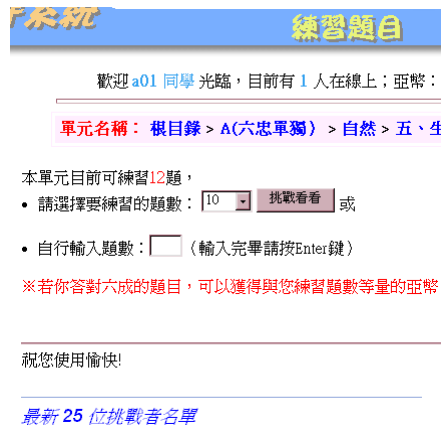 系統
練習題目
歡迎 a01 同學 光臨，目前有 1 人在線上；亞幣：
單元名稱： 根目錄 > A(六忠單獨) > 自然 > 五、生
本單元目前可練習12題，
• 請選擇要練習的題數： 10 挑戰看看 或
• 自行輸入題數： （輸入完畢請按Enter鍵）
※若你答對六成的題目，可以獲得與您練習題數等量的亞幣
祝您使用愉快!
最新 25 位挑戰者名單